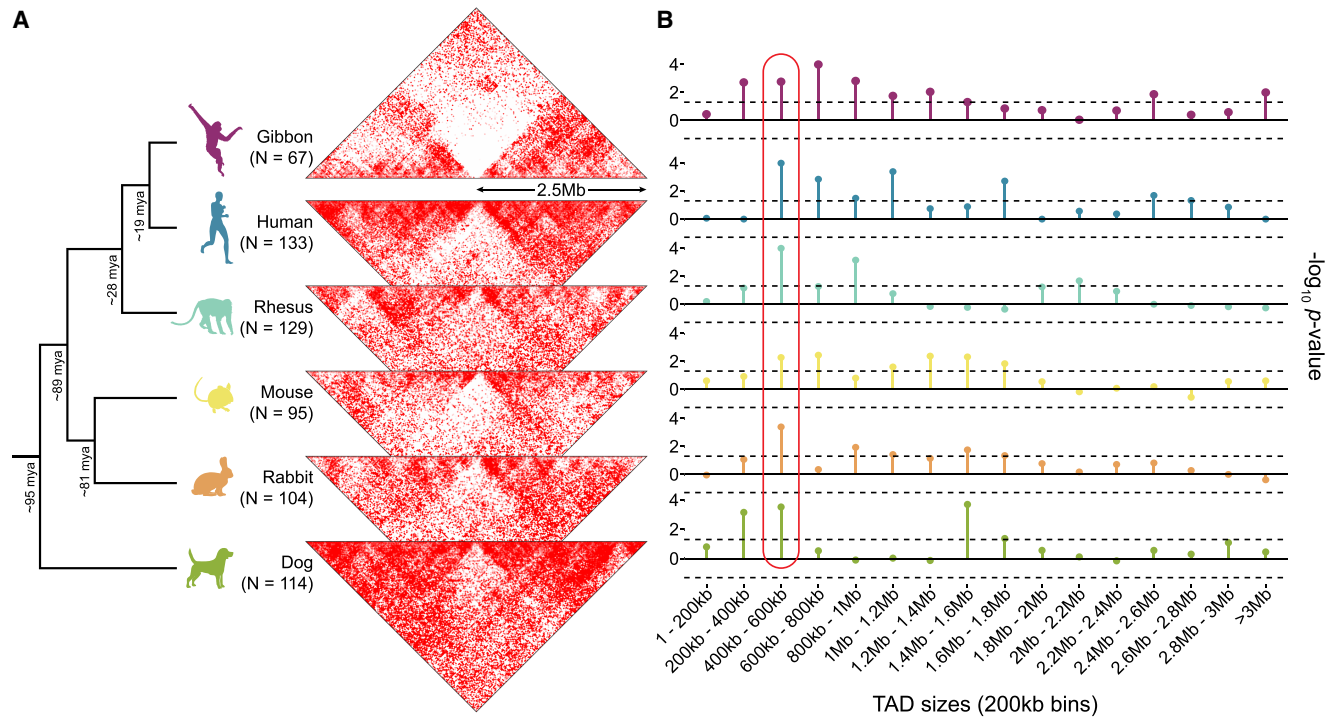 A
Gibbon
(N = 67)
Human
(N = 133)
Rhesus
(N = 129)
Mouse
(N = 95)
Rabbit
(N = 104)
Dog
(N = 114)
~19 mya
~28 mya
~89 mya
~81 mya
~95 mya
2.5Mb
B
4
2
0
4
2
0
4
2
0
4
2
0
4
2
0
4
2
0
-log10 p-value
1 - 200kb
200kb - 400kb
400kb - 600kb
600kb - 800kb
800kb - 1Mb
1Mb - 1.2Mb
1.2Mb - 1.4Mb
1.4Mb - 1.6Mb
1.6Mb - 1.8Mb
1.8Mb - 2Mb
2Mb - 2.2Mb
2.2Mb - 2.4Mb
2.4Mb - 2.6Mb
2.6Mb - 2.8Mb
2.8Mb - 3Mb
>3Mb
TAD sizes (200kb bins)